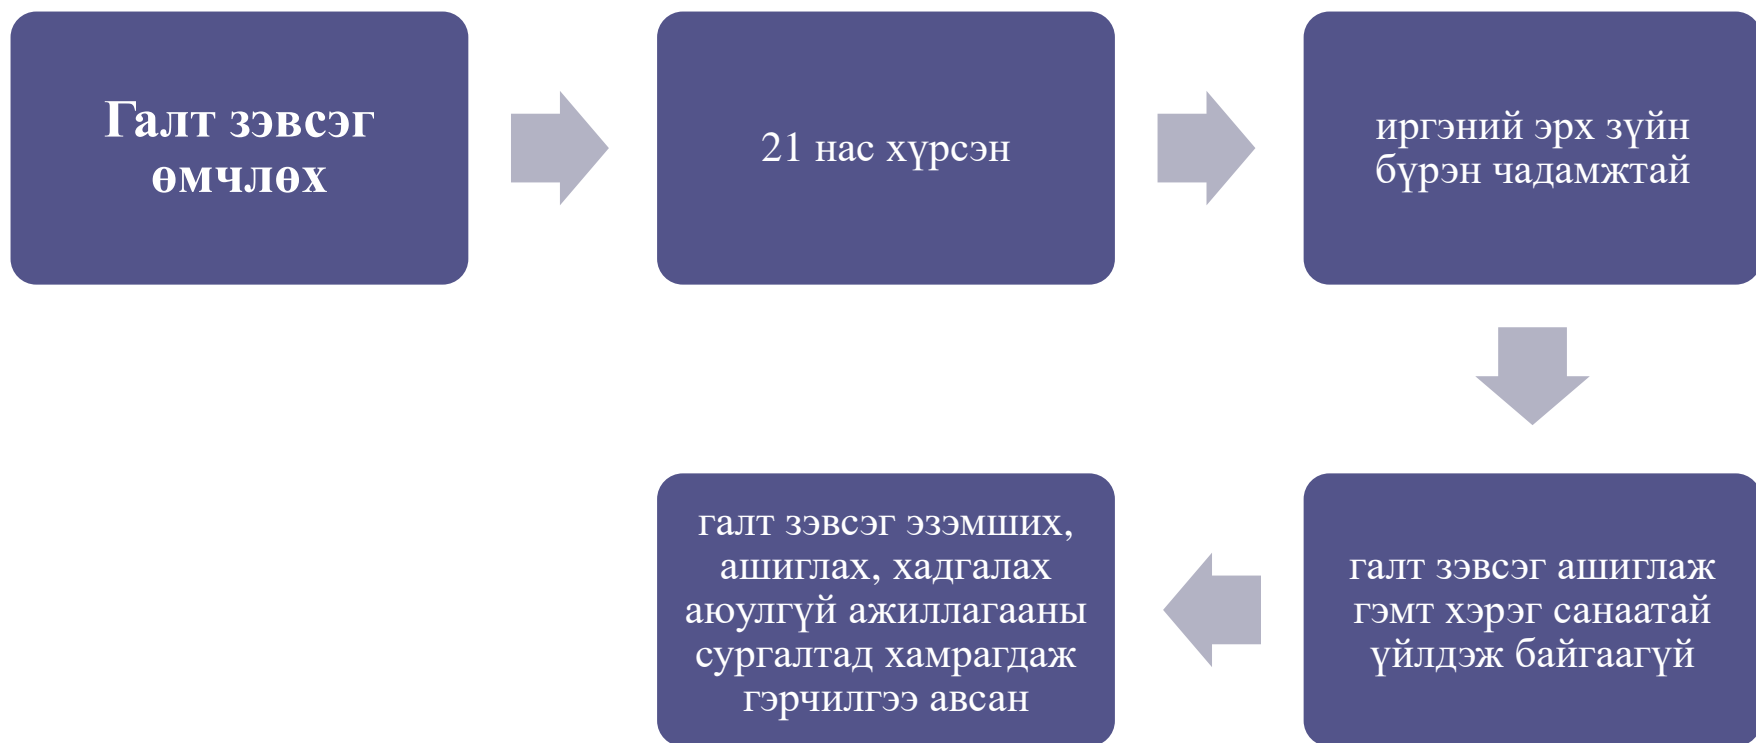 Галт зэвсэг
өмчлөх
21 нас хүрсэн
иргэний эрх зүйн
бүрэн чадамжтай
галт зэвсэг ашиглаж
гэмт хэрэг санаатай
үйлдэж байгаагүй
галт зэвсэг эзэмших,
ашиглах, хадгалах
аюулгүй ажиллагааны
сургалтад хамрагдаж
гэрчилгээ авсан